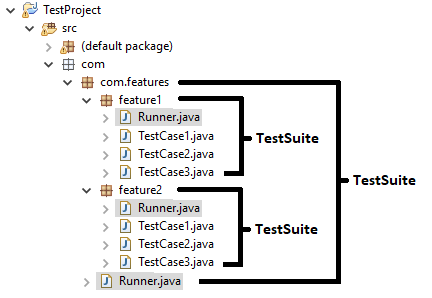 TestProject
src
(default package)
com
com.features
feature1
Runner.java
TestCase1.java
TestCase2.java
TestCase3.java
TestSuite
feature2
Runner.java
TestCase1.java
TestCase2.java
TestCase3.java
TestSuite
Runner.java
TestSuite